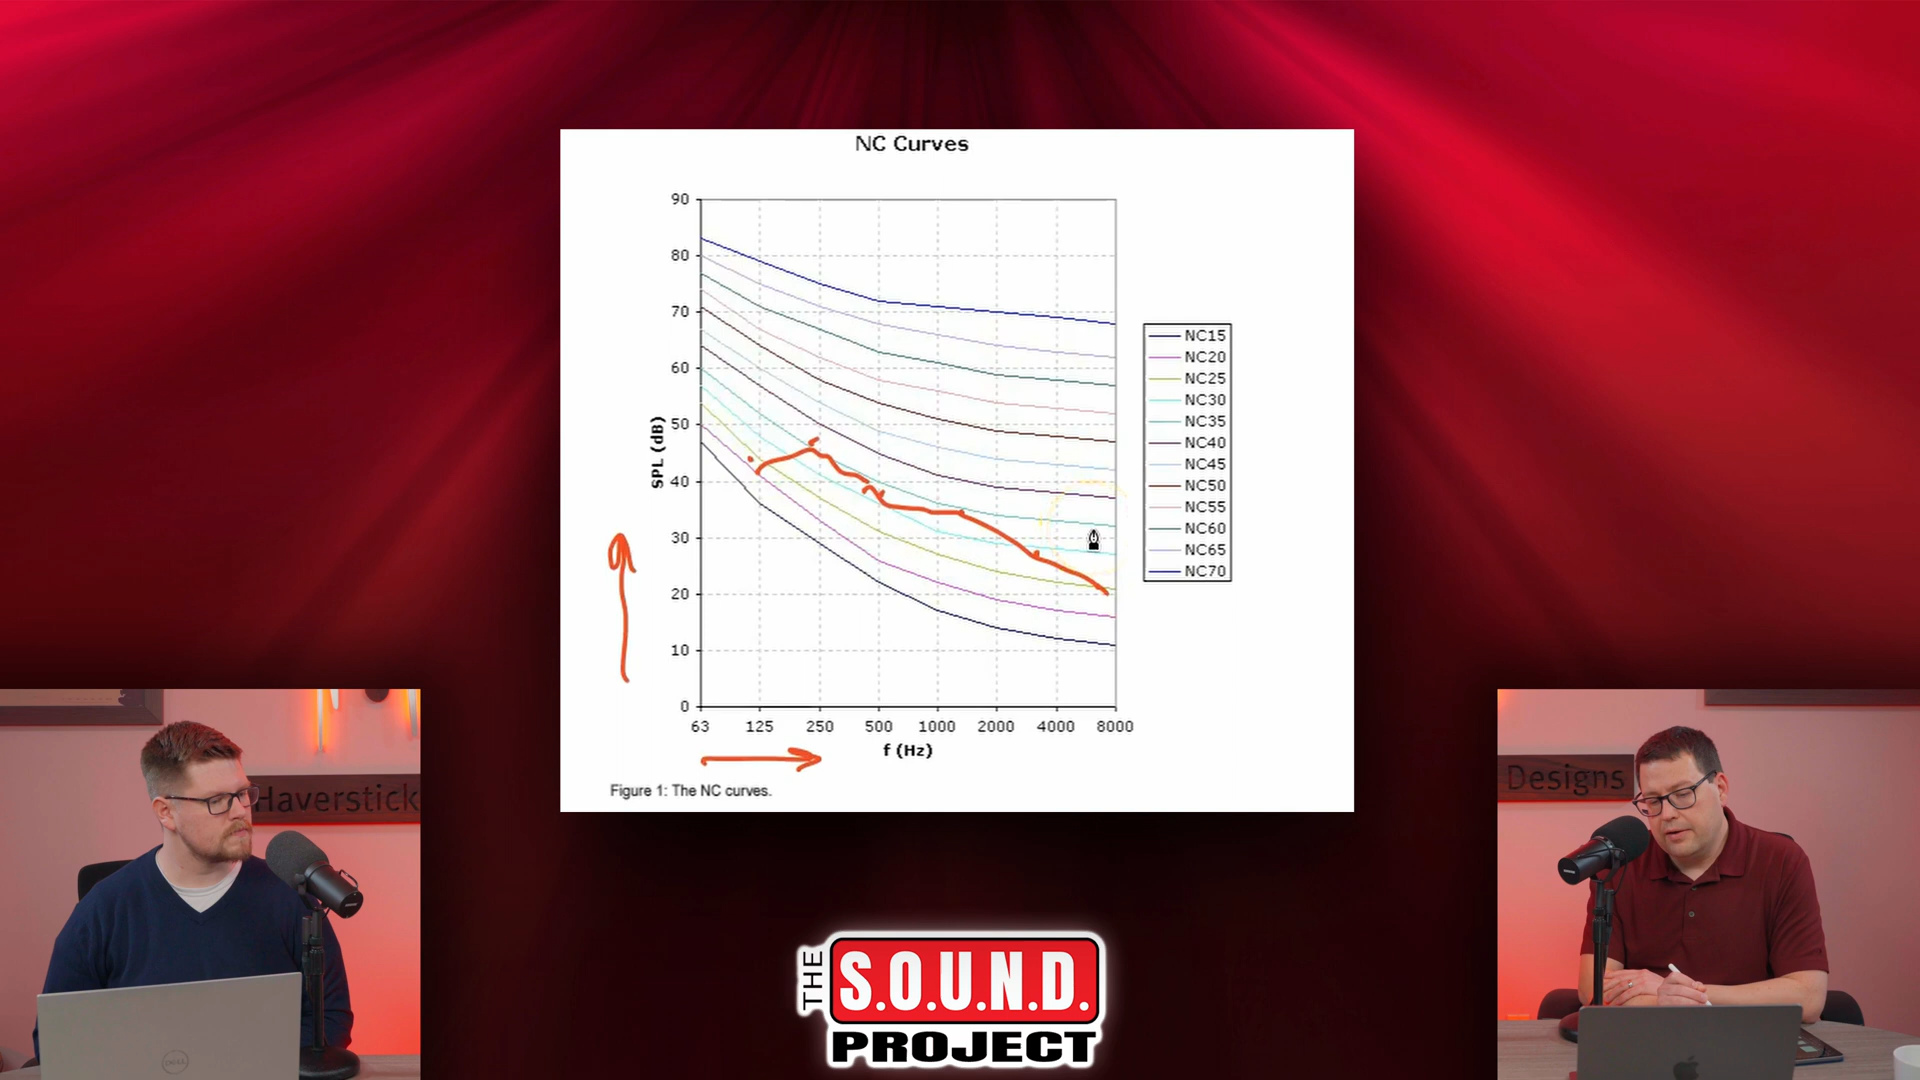 NC Curves
90
80
70
60
50
40
30
20
10
0
SPL (dB)
63 125 250 500 1000 2000 4000 8000
f (Hz)
NC15
NC20
NC25
NC30
NC35
NC40
NC45
NC50
NC55
NC60
NC65
NC70
Figure 1: The NC curves.
Haverstick
Designs
DELL
THE
S.O.U.N.D.
PROJECT